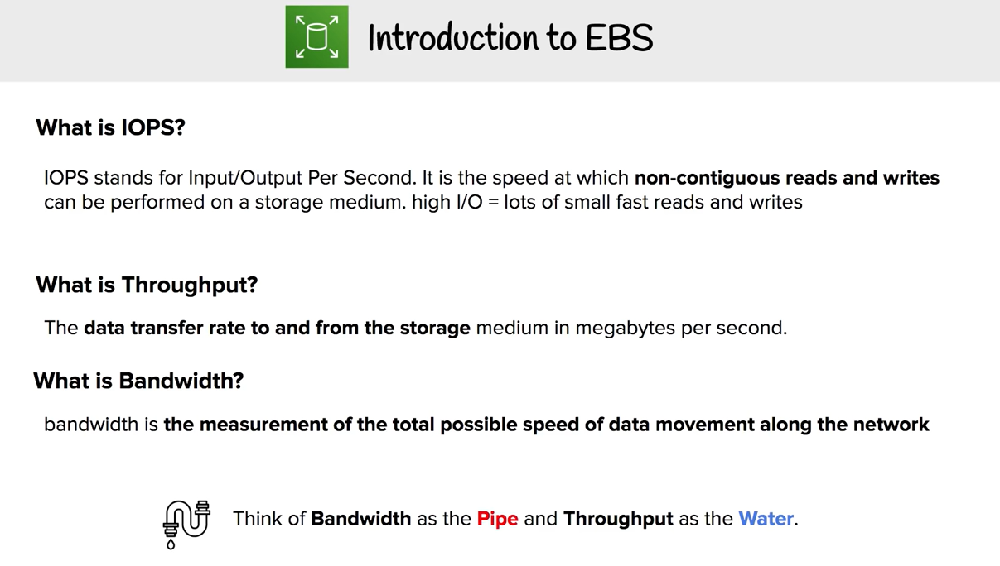 Introduction to EBS
What is IOPS?
IOPS stands for Input/Output Per Second. It is the speed at which non-contiguous reads and writes
can be performed on a storage medium. high I/O = lots of small fast reads and writes
What is Throughput?
The data transfer rate to and from the storage medium in megabytes per second.
What is Bandwidth?
bandwidth is the measurement of the total possible speed of data movement along the network
Think of Bandwidth as the Pipe and Throughput as the Water.